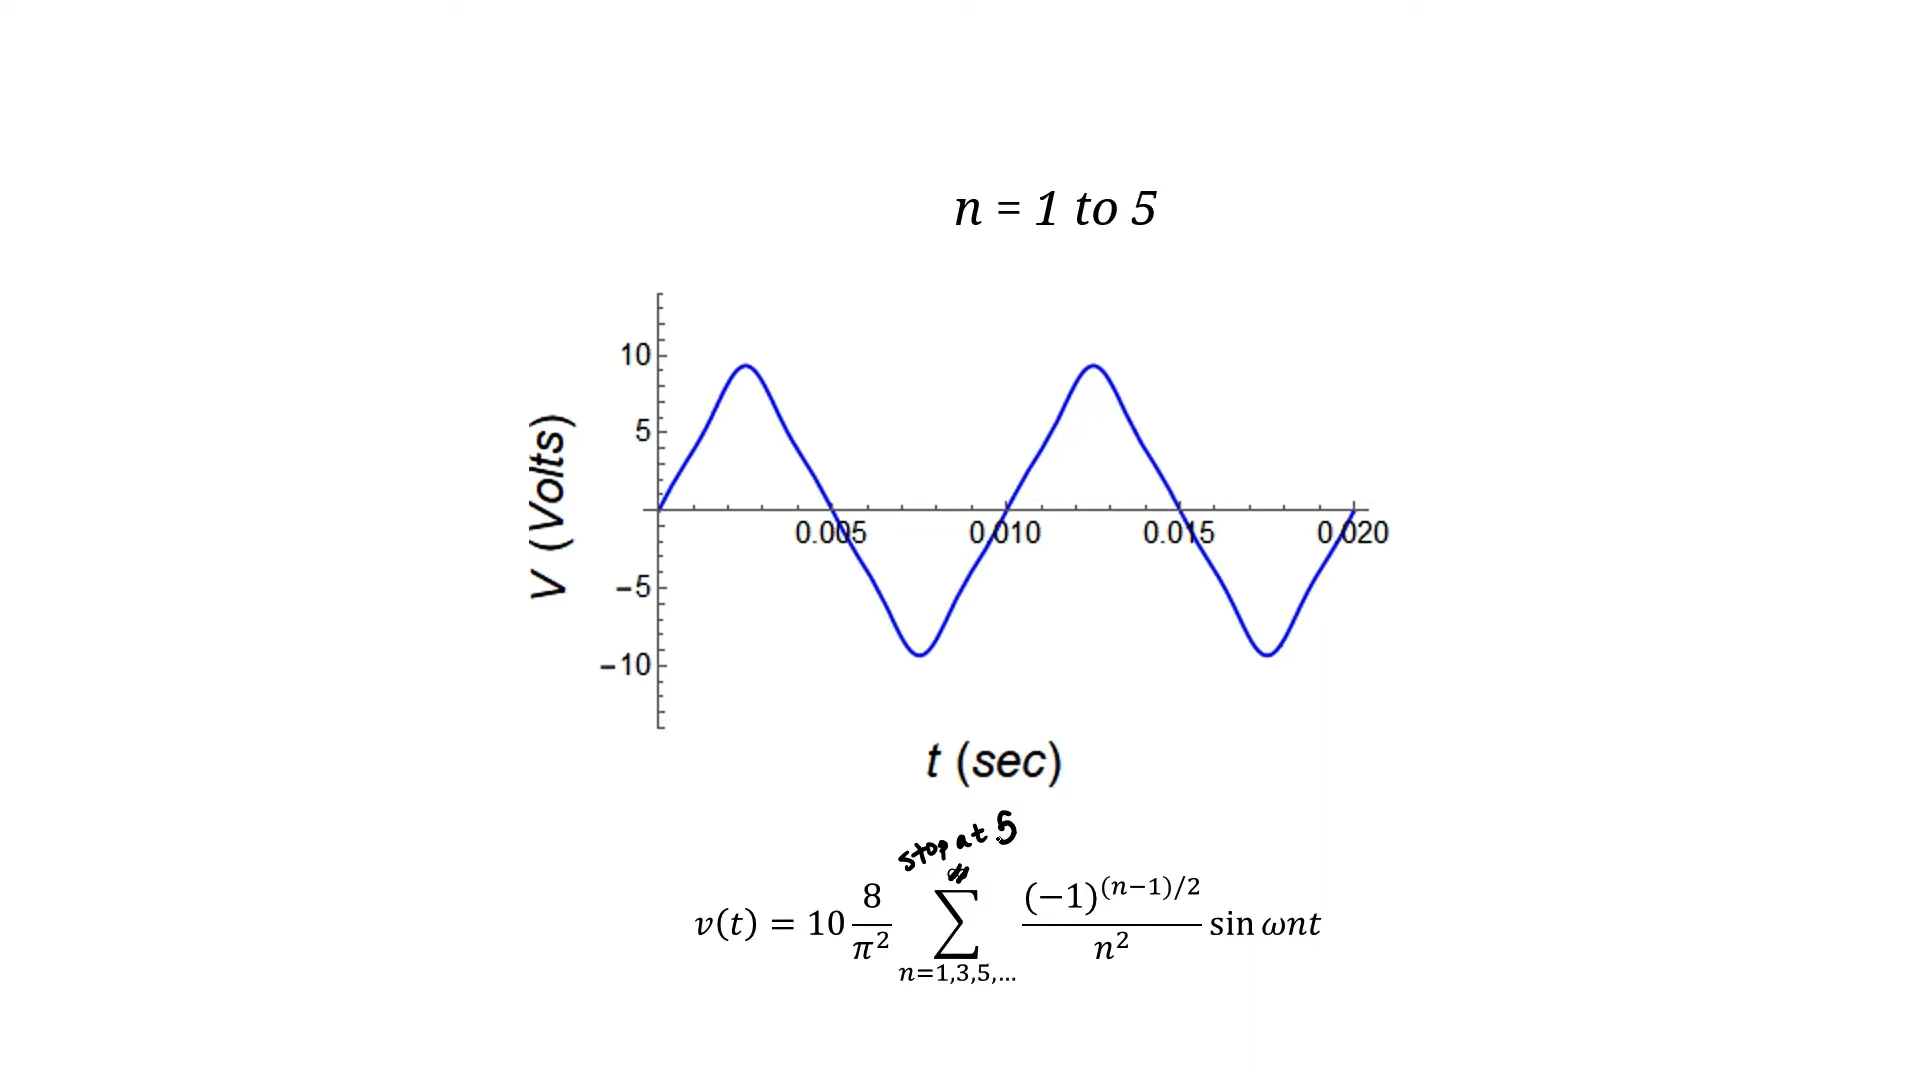 n = 1 to 5
10
5
−5
−10
V (Volts)
0.005 0.010 0.015 0.020
t (sec)
stop at 5
∞
v(t) = 10 8/π² ∑ n=1,3,5,... (−1)^(n−1)/2 / n² sin ωnt